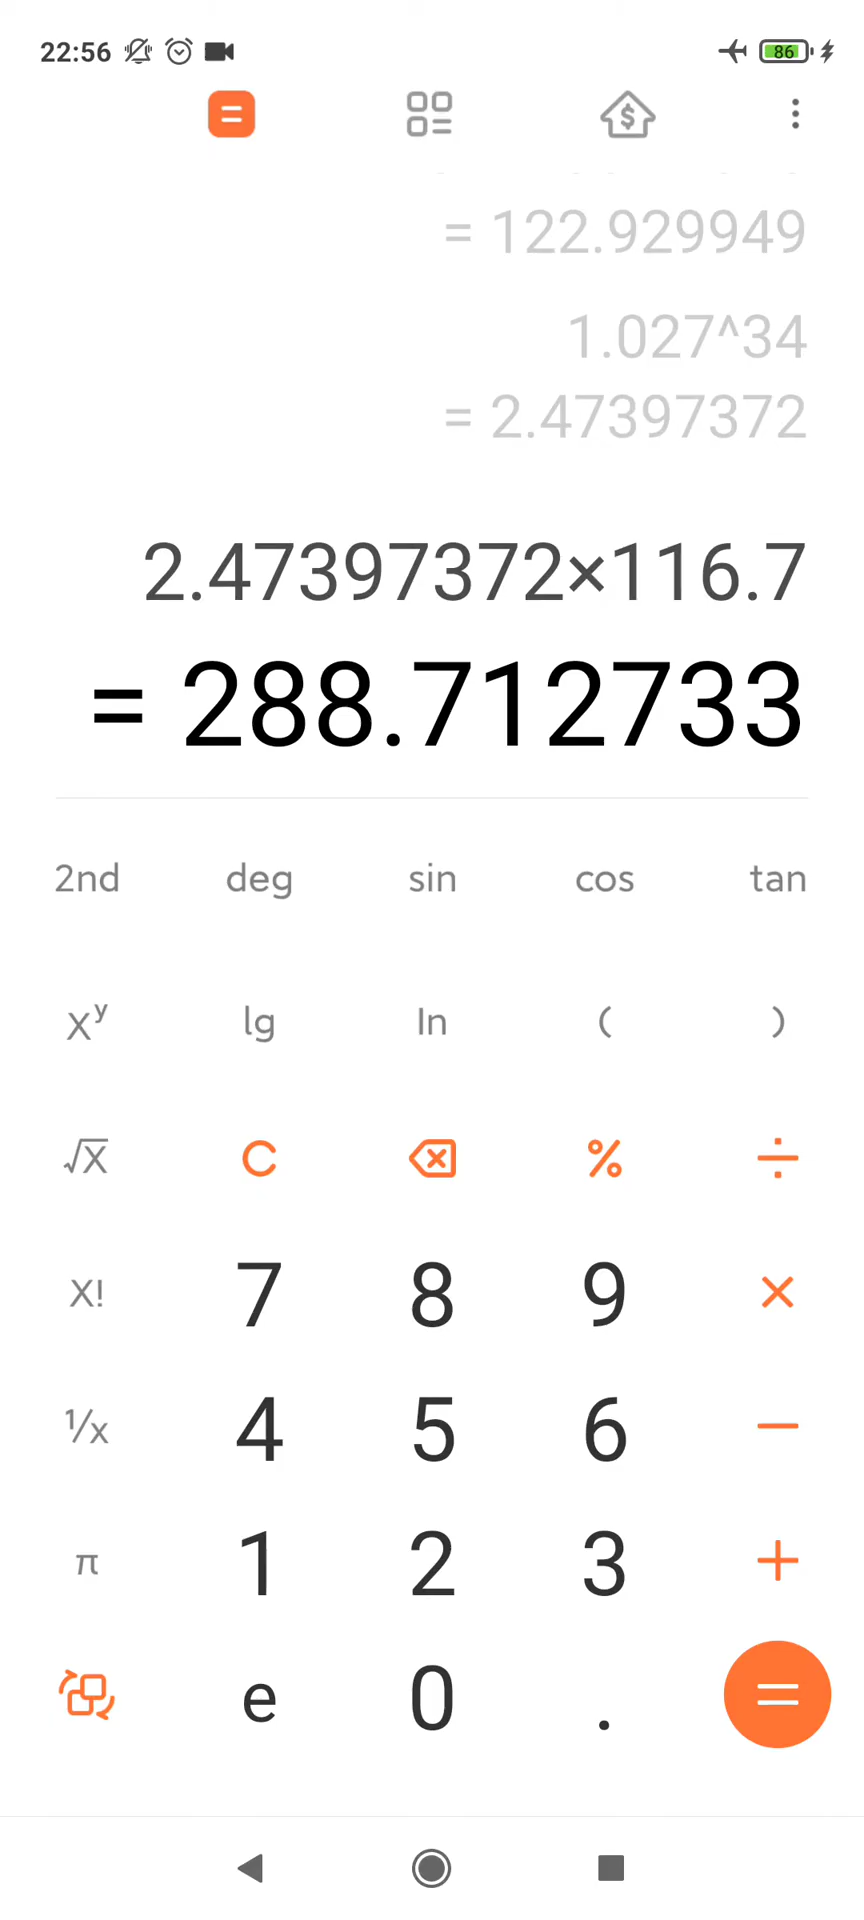 22:56 86
= 122.929949
1.027^34
= 2.47397372
2.47397372×116.7
= 288.712733
2nd deg sin cos tan
Xʸ lg ln ( )
√X C % ÷
X! 7 8 9 ×
¹/x 4 5 6 −
π 1 2 3 +
e 0 . =